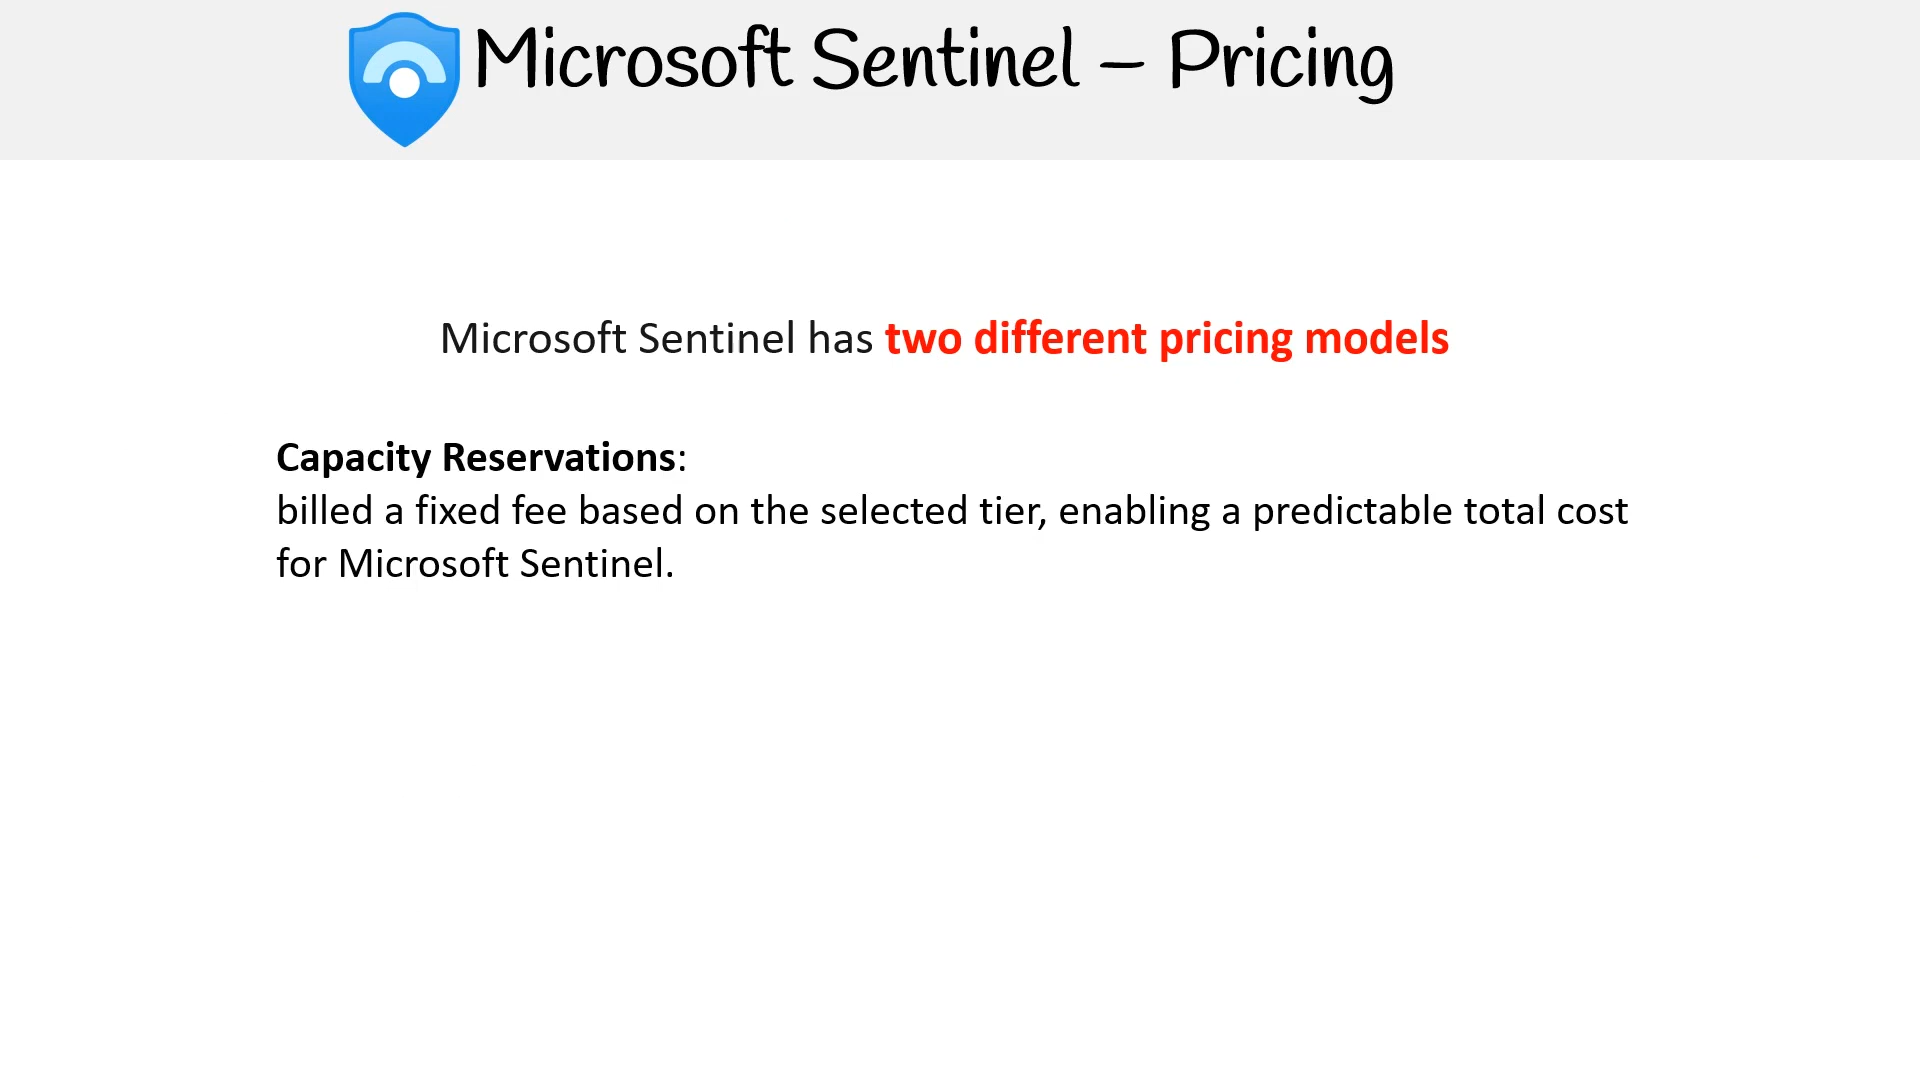 Microsoft Sentinel – Pricing
Microsoft Sentinel has two different pricing models
Capacity Reservations:
billed a fixed fee based on the selected tier, enabling a predictable total cost
for Microsoft Sentinel.